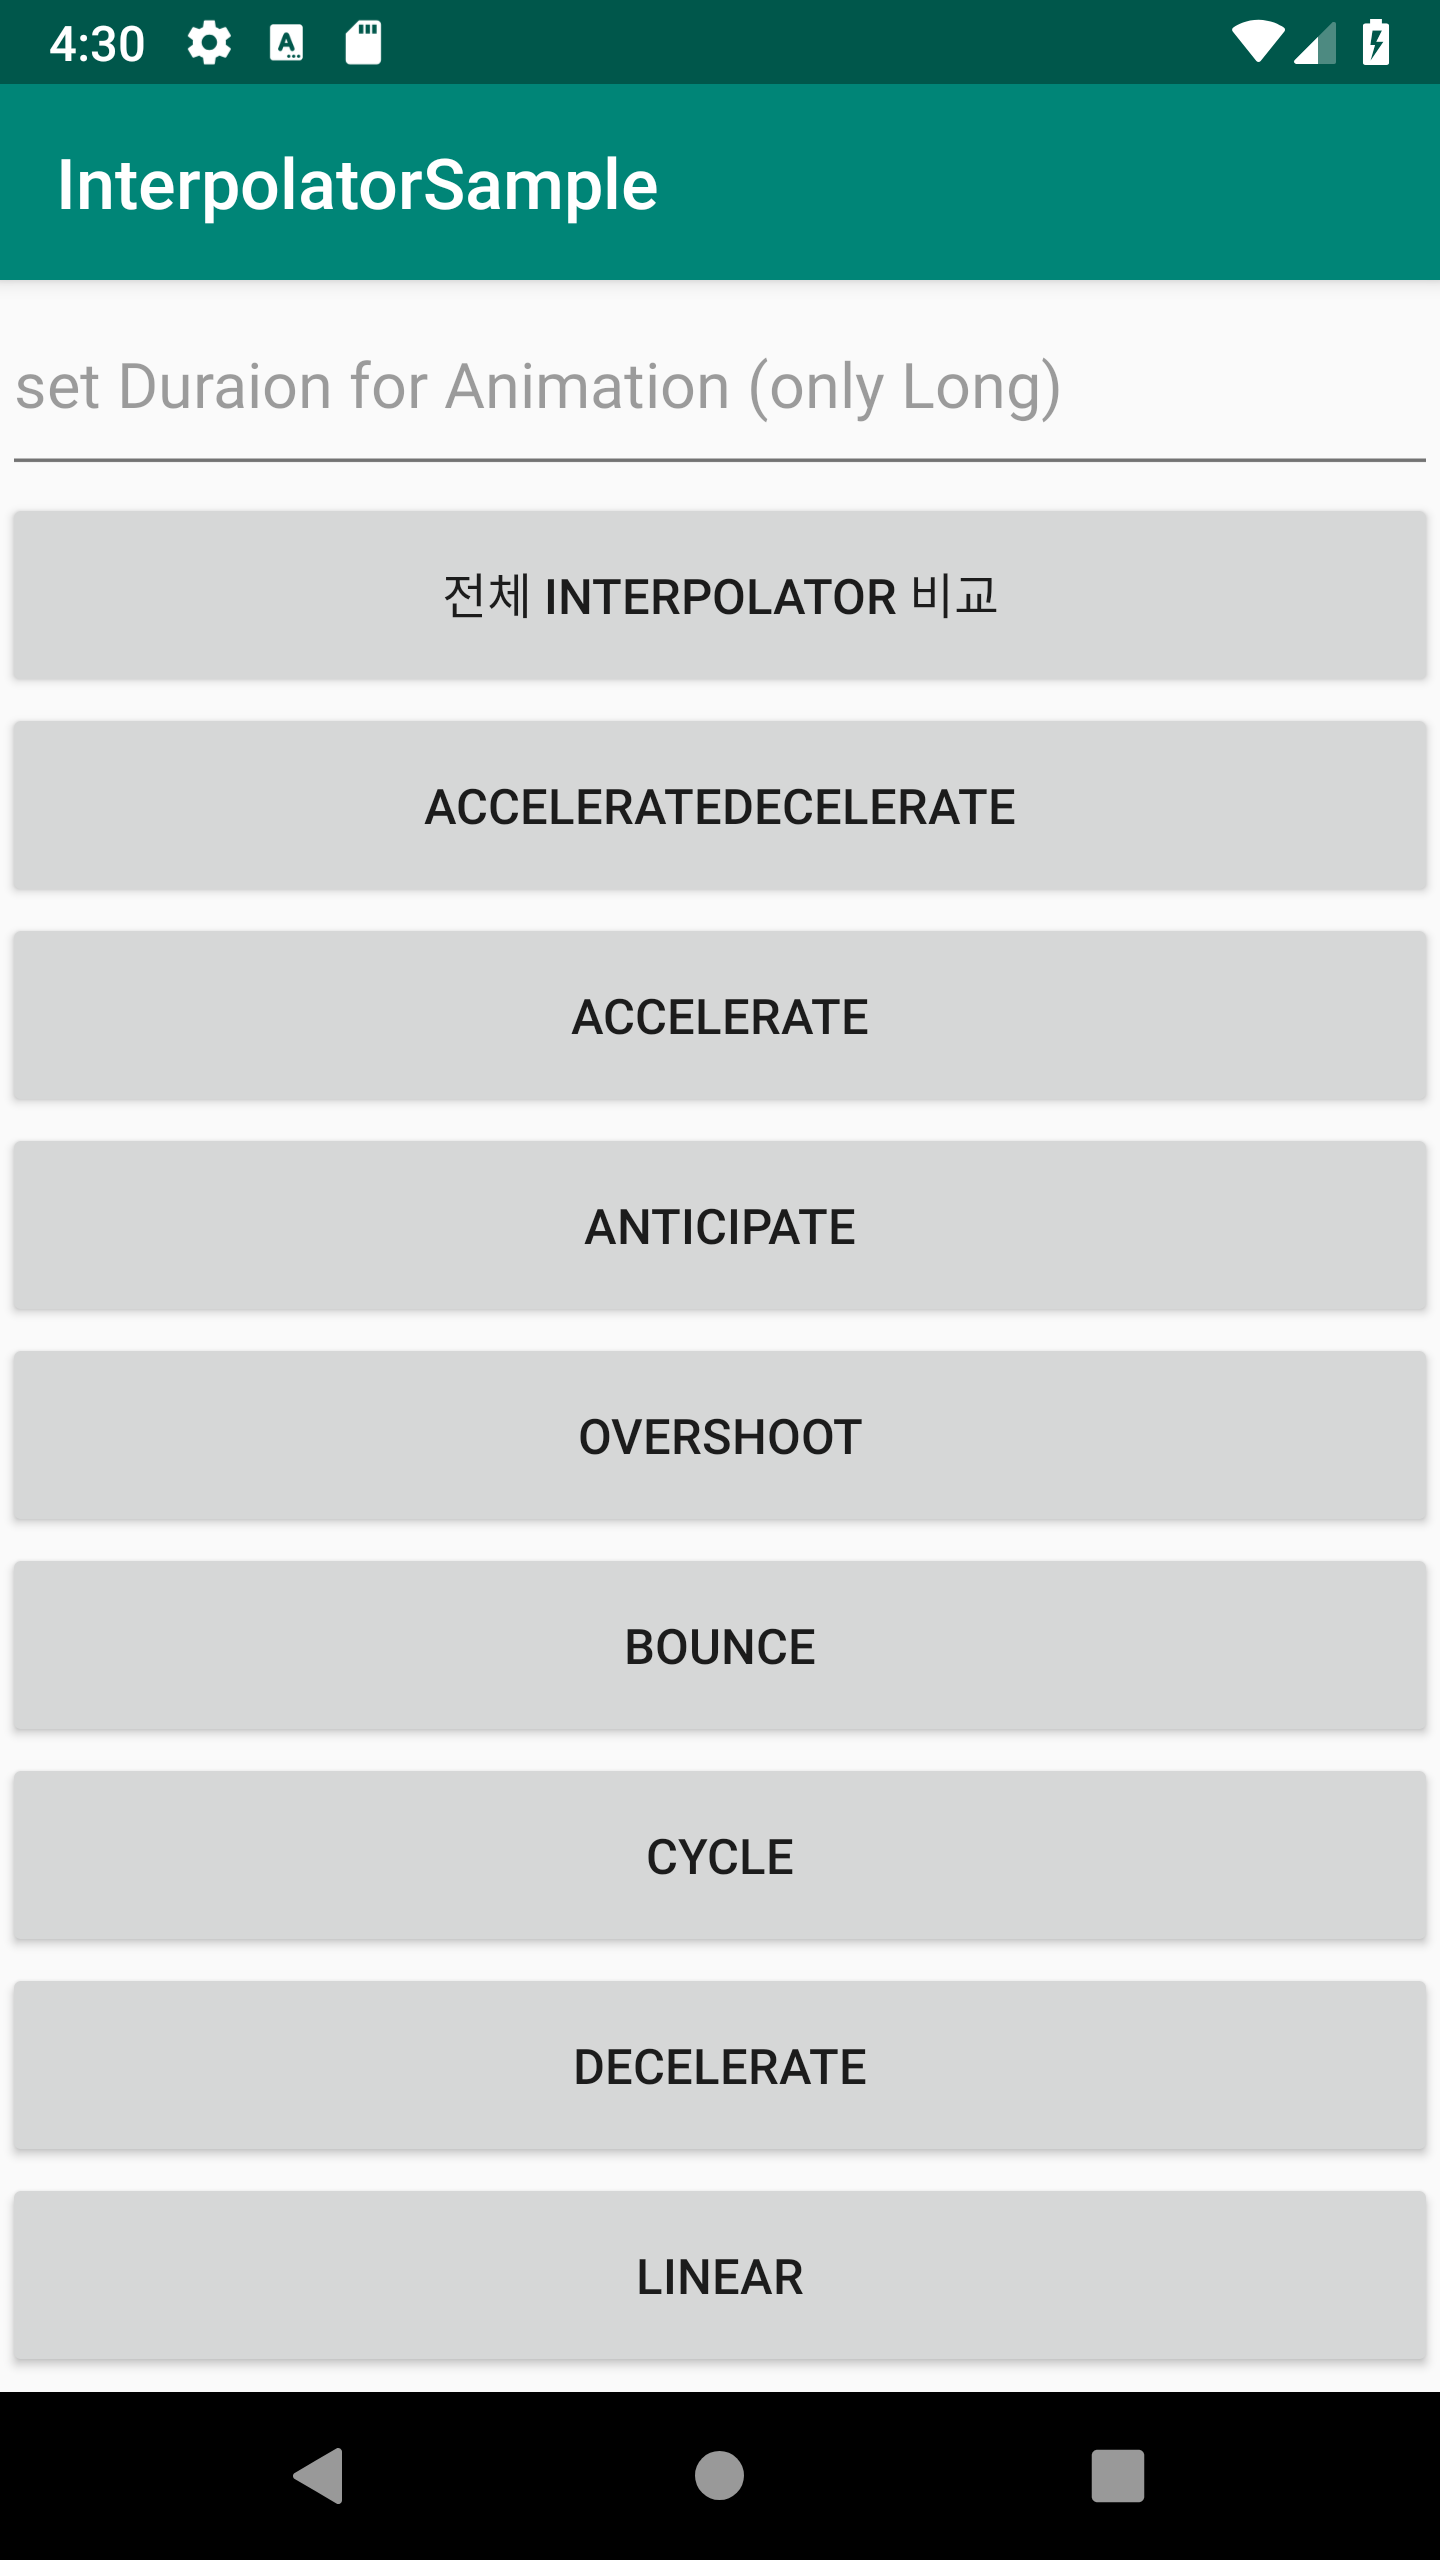 4:30
InterpolatorSample
set Duraion for Animation (only Long)
전체 INTERPOLATOR 비교
ACCELERATEDECELERATE
ACCELERATE
ANTICIPATE
OVERSHOOT
BOUNCE
CYCLE
DECELERATE
LINEAR